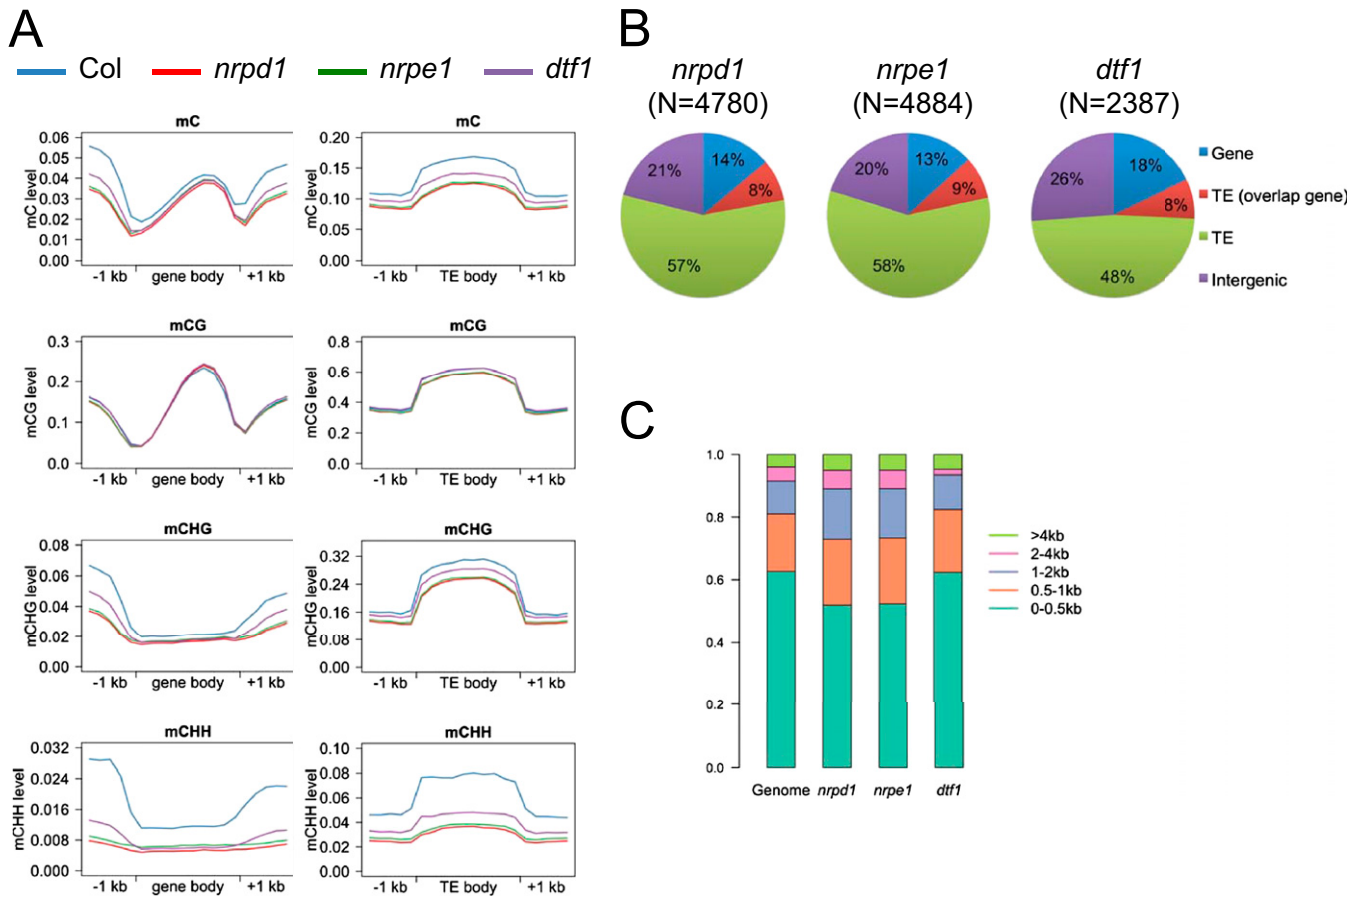 A
Col nrpd1 nrpe1 dtf1
mC
mC level
0.06
0.05
0.04
0.03
0.02
0.01
0.00
-1 kb gene body +1 kb
mC
mC level
0.20
0.15
0.10
0.05
0.00
-1 kb TE body +1 kb
mCG
mCG level
0.3
0.2
0.1
0.0
-1 kb gene body +1 kb
mCG
mCG level
0.8
0.6
0.4
0.2
0.0
-1 kb TE body +1 kb
mCHG
mCHG level
0.08
0.06
0.04
0.02
0.00
-1 kb gene body +1 kb
mCHG
mCHG level
0.32
0.24
0.16
0.08
0.00
-1 kb TE body +1 kb
mCHH
mCHH level
0.032
0.024
0.016
0.008
0.000
-1 kb gene body +1 kb
mCHH
mCHH level
0.10
0.08
0.06
0.04
0.02
0.00
-1 kb TE body +1 kb
B
nrpd1
(N=4780)
21%
14%
8%
57%
nrpe1
(N=4884)
20%
13%
9%
58%
dtf1
(N=2387)
26%
18%
8%
48%
Gene
TE (overlap gene)
TE
Intergenic
C
1.0
0.8
0.6
0.4
0.2
0.0
Genome nrpd1 nrpe1 dtf1
>4kb
2-4kb
1-2kb
0.5-1kb
0-0.5kb